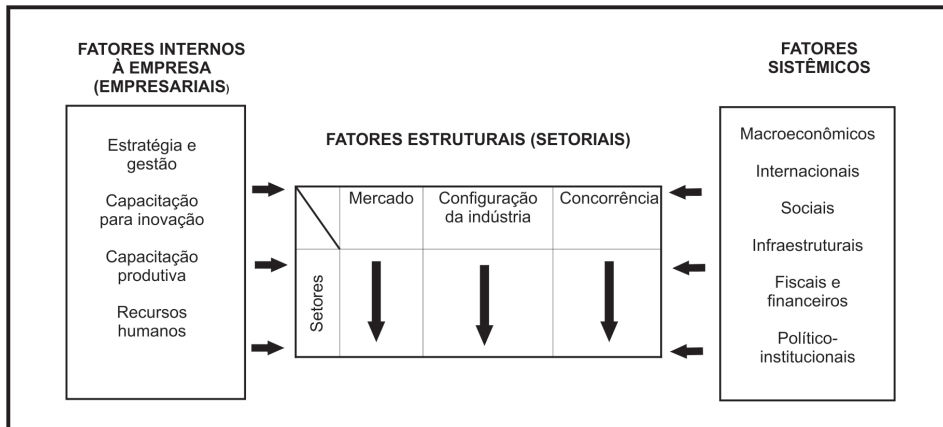 FATORES INTERNOS
À EMPRESA
(EMPRESARIAIS)
Estratégia e
gestão
Capacitação
para inovação
Capacitação
produtiva
Recursos
humanos
FATORES ESTRUTURAIS (SETORIAIS)
Mercado
Configuração
da indústria
Concorrência
Setores
FATORES
SISTÊMICOS
Macroeconômicos
Internacionais
Sociais
Infraestruturais
Fiscais e
financeiros
Político-
institucionais